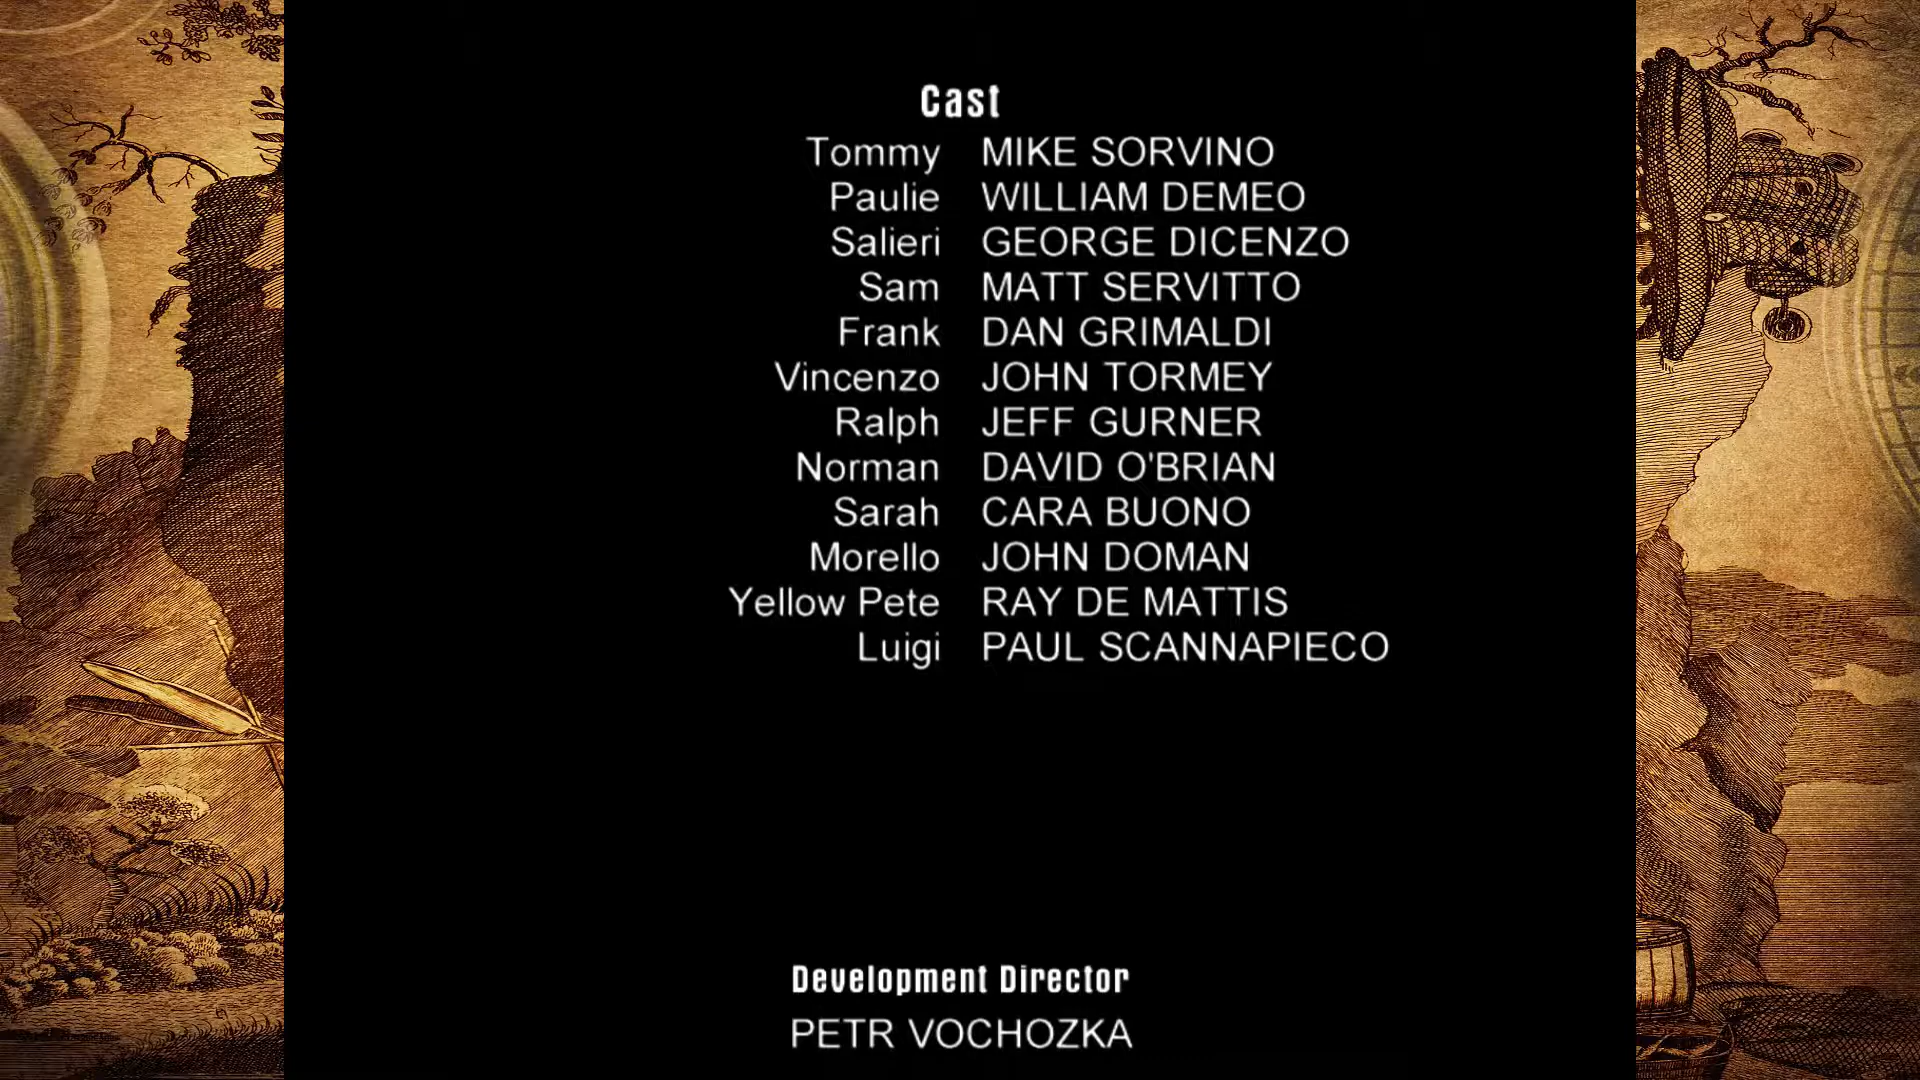 Cast
Tommy MIKE SORVINO
Paulie WILLIAM DEMEO
Salieri GEORGE DICENZO
Sam MATT SERVITTO
Frank DAN GRIMALDI
Vincenzo JOHN TORMEY
Ralph JEFF GURNER
Norman DAVID O'BRIAN
Sarah CARA BUONO
Morello JOHN DOMAN
Yellow Pete RAY DE MATTIS
Luigi PAUL SCANNAPIECO
Development Director
PETR VOCHOZKA